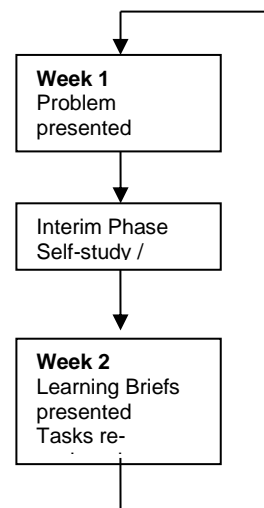 Week 1
Problem
presented
Interim Phase
Self-study /
Week 2
Learning Briefs
presented
Tasks re-